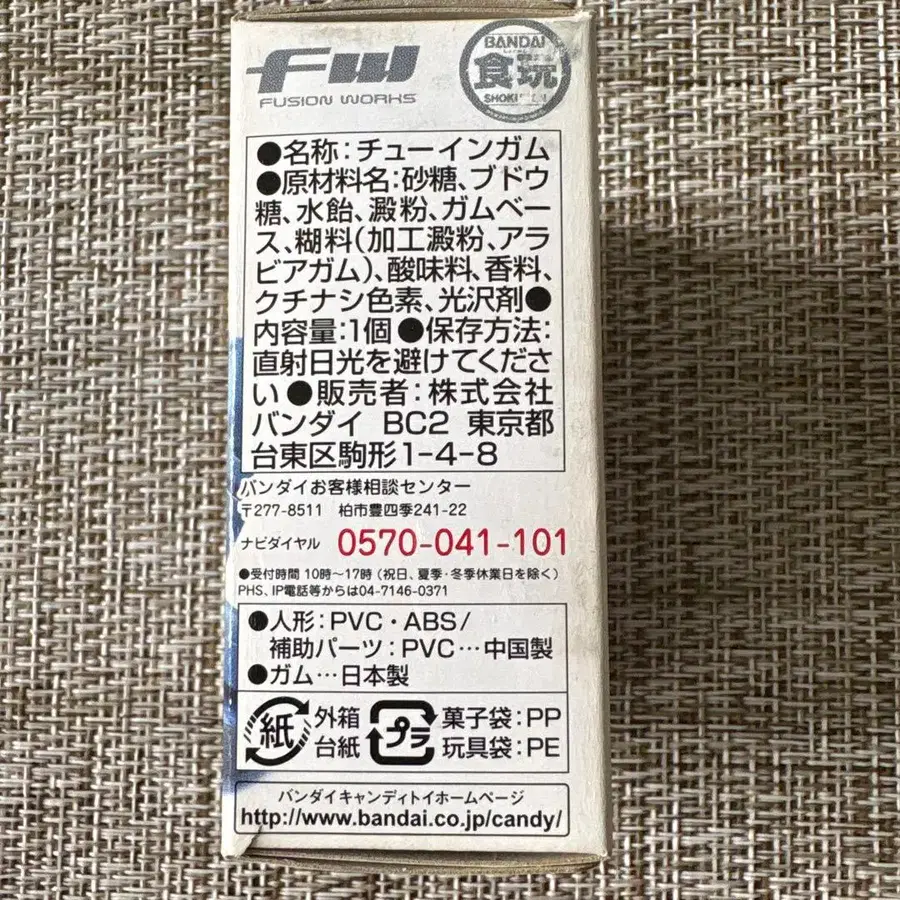 FW
FUSION WORKS
BANDAI
食玩
●名称:チューインガム
●原材料名:砂糖、ブドウ
糖、水飴、澱粉、ガムベー
ス、糊料(加工澱粉、アラ
ビアガム)、酸味料、香料、
クチナシ色素、光沢剤●
内容量:1個 ●保存方法:
直射日光を避けてくださ
い ●販売者:株式会社
バンダイ BC2 東京都
台東区駒形1-4-8
バンダイお客様相談センター
〒277-8511 柏市豊四季241-22
ナビダイヤル 0570-041-101
●受付時間 10時〜17時(祝日、夏季・冬季休業日を除く)
PHS、IP電話等からは04-7146-0371
●人形:PVC・ABS/
補助パーツ:PVC…中国製
●ガム…日本製
紙 外箱 プラ 菓子袋:PP
台紙 玩具袋:PE
バンダイキャンディトイホームページ
http://www.bandai.co.jp/candy/